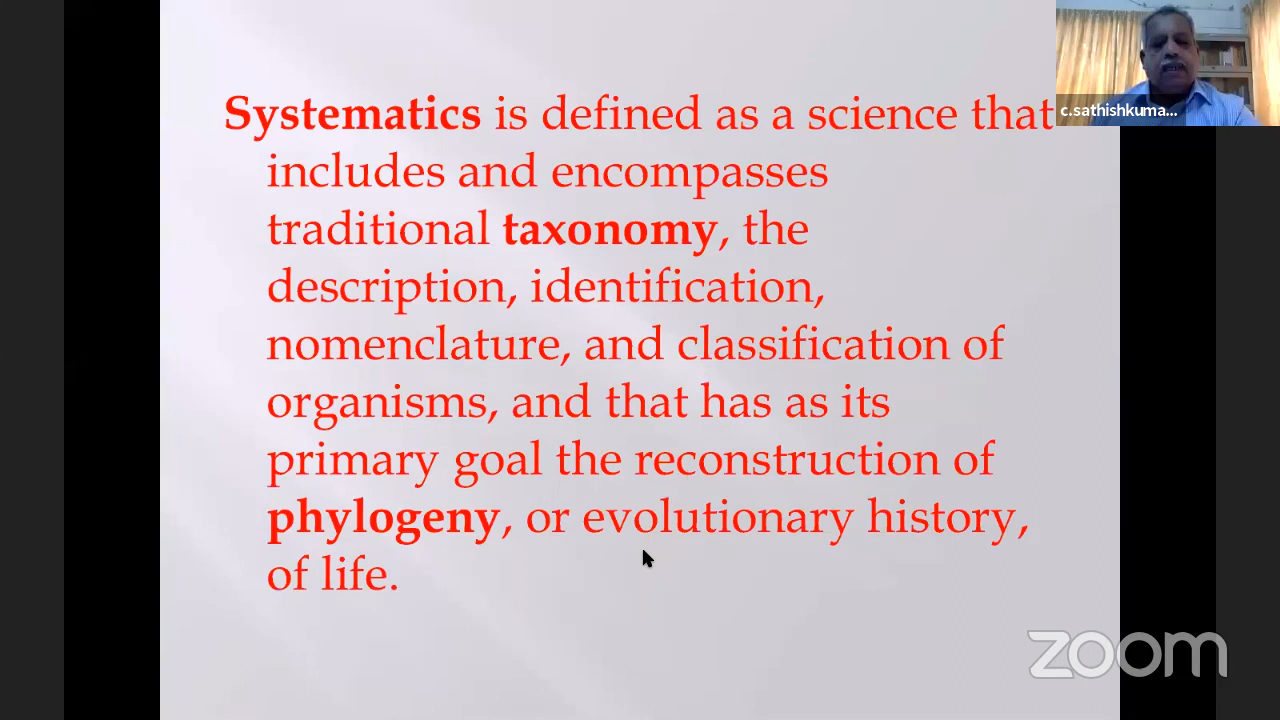 Systematics is defined as a science that
includes and encompasses
traditional taxonomy, the
description, identification,
nomenclature, and classification of
organisms, and that has as its
primary goal the reconstruction of
phylogeny, or evolutionary history,
of life.
c.sathishkuma...
zoom